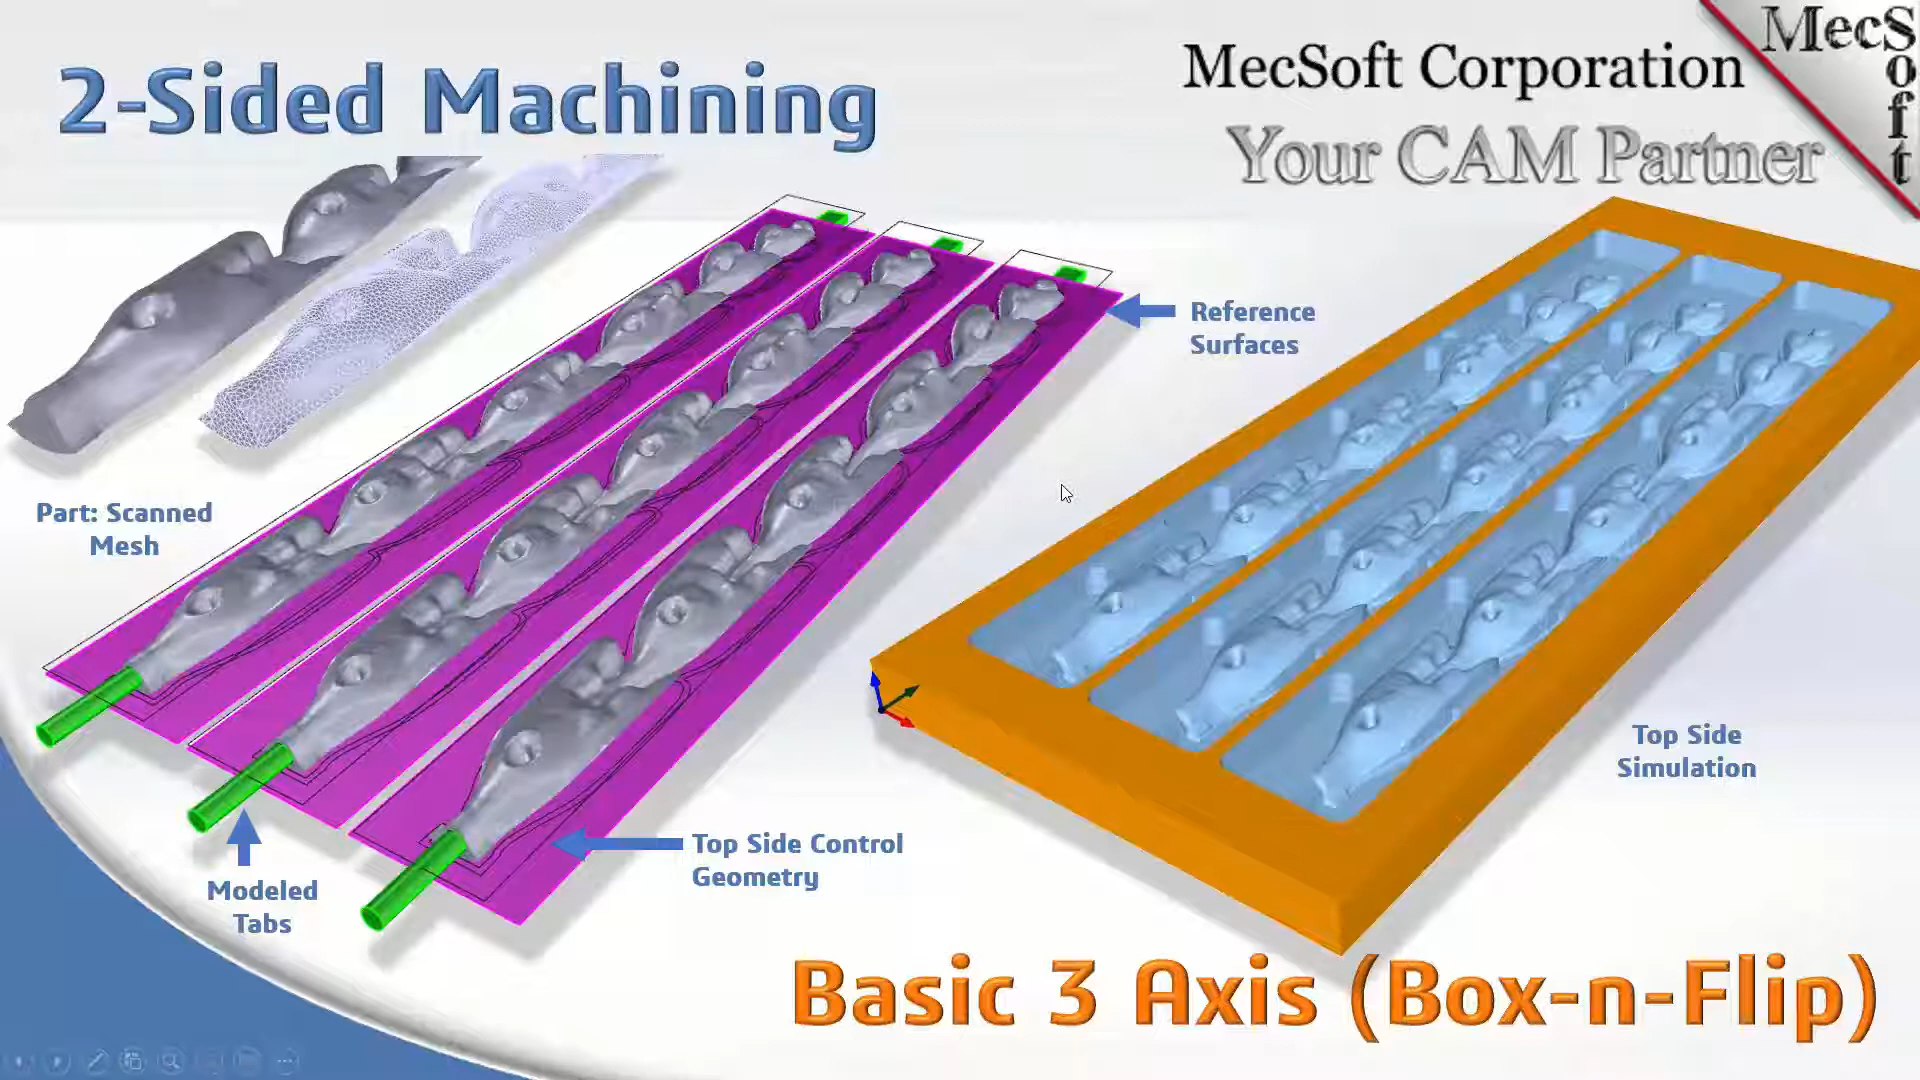 2-Sided Machining
MecSoft Corporation
Your CAM Partner
MecSoft
Reference
Surfaces
Part: Scanned
Mesh
Top Side
Simulation
Top Side Control
Geometry
Modeled
Tabs
Basic 3 Axis (Box-n-Flip)